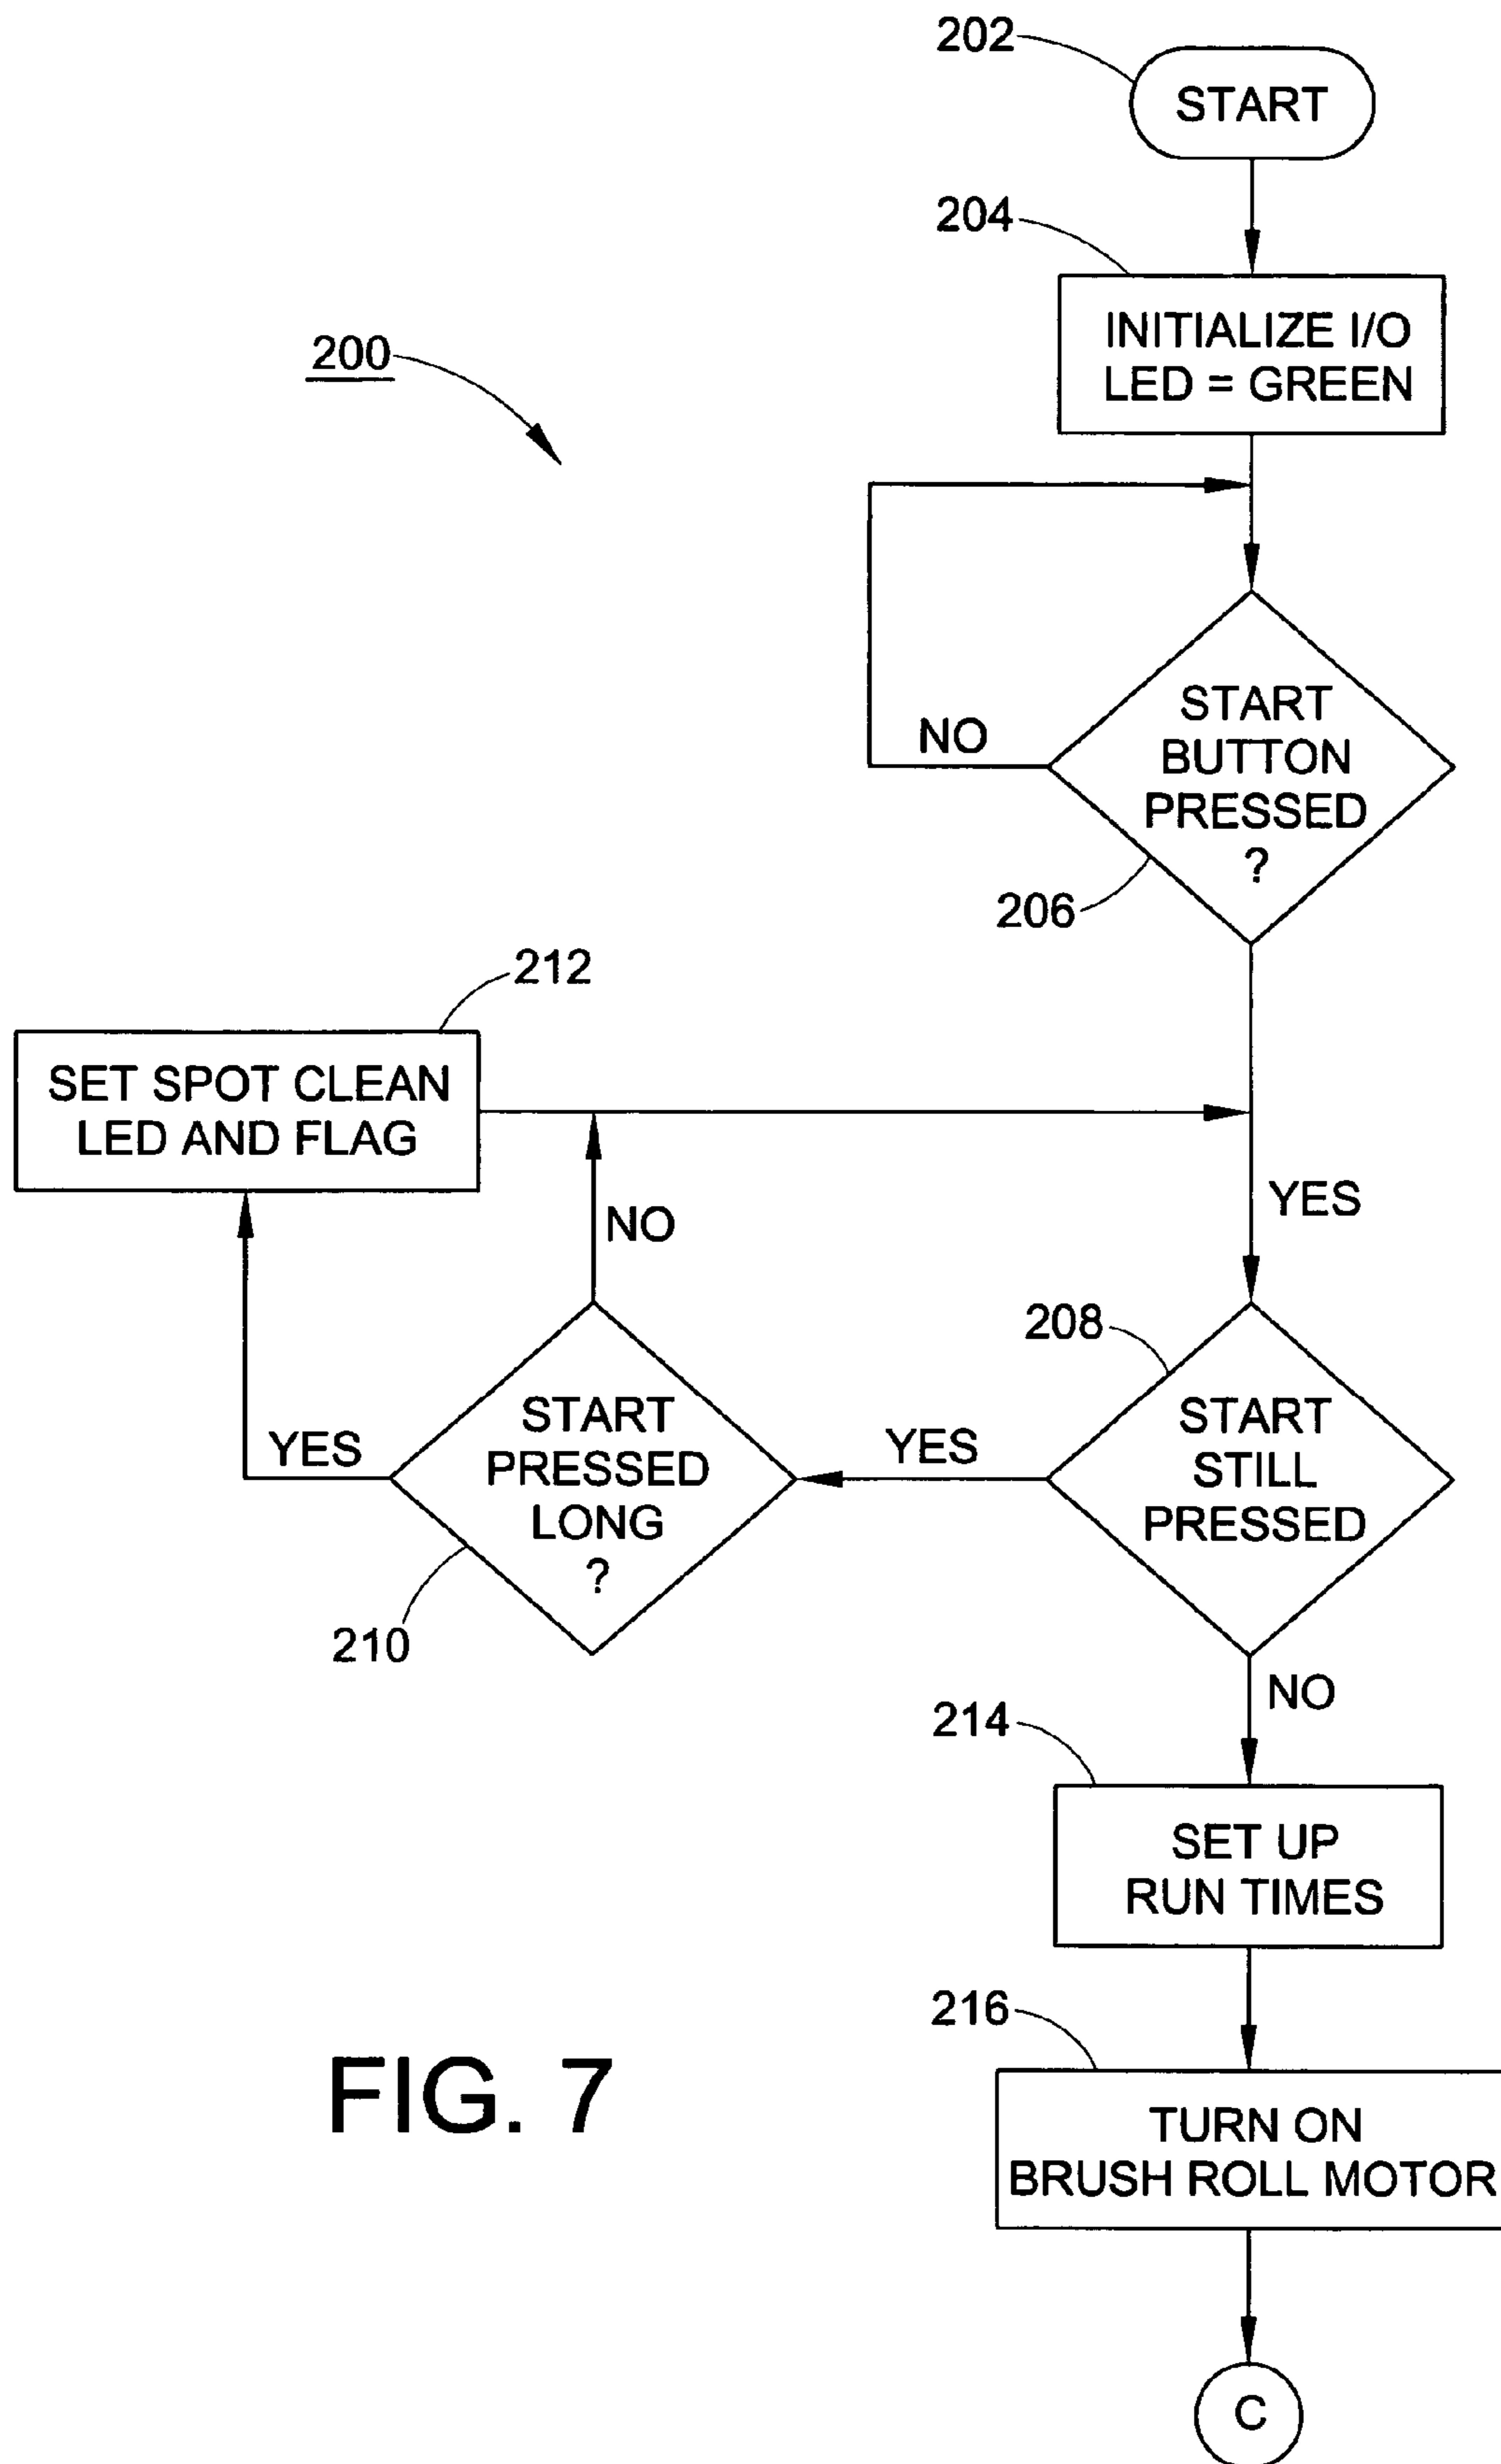 202
START
204
INITIALIZE I/O
LED = GREEN
200
START
BUTTON
PRESSED
?
NO
206
212
SET SPOT CLEAN
LED AND FLAG
YES
NO
208
START
STILL
PRESSED
YES
START
PRESSED
LONG
?
YES
210
NO
214
SET UP
RUN TIMES
216
TURN ON
BRUSH ROLL MOTOR
FIG. 7
C